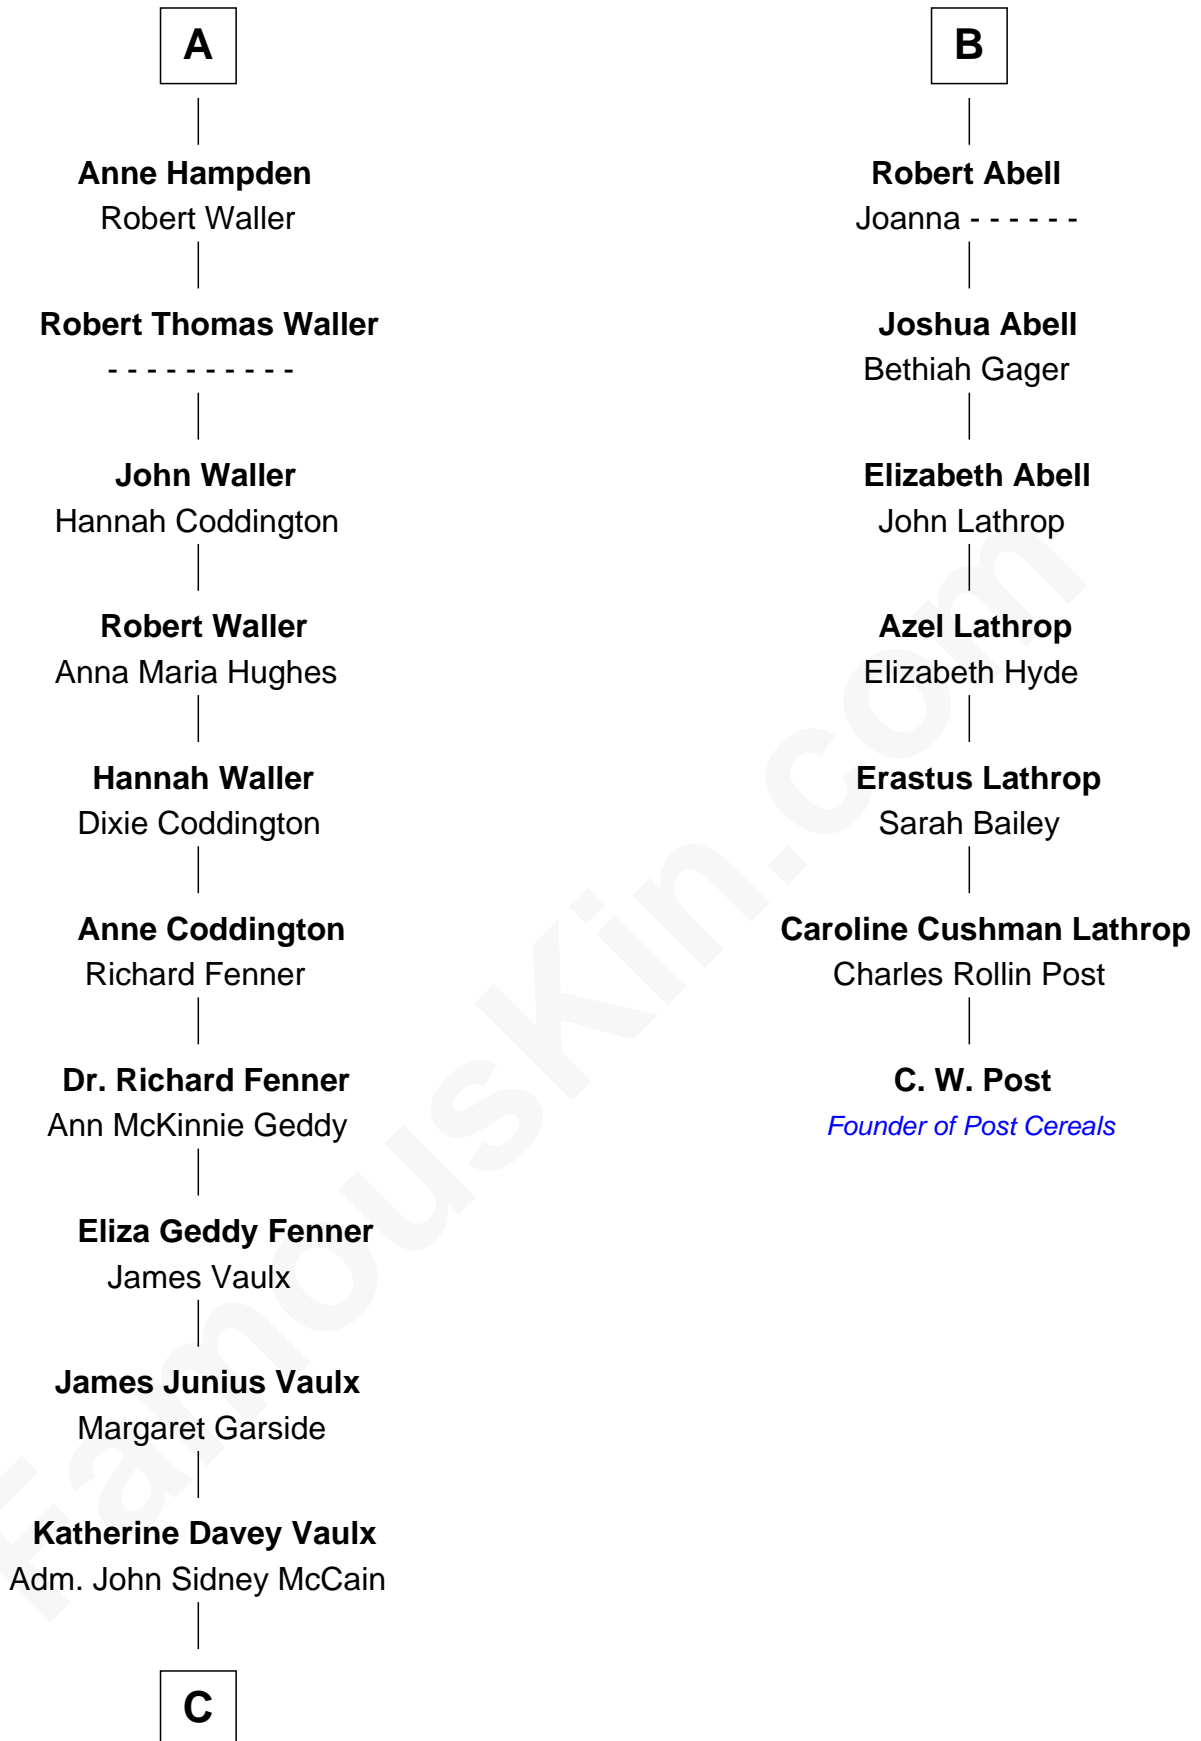 A
Anne Hampden
Robert Waller
Robert Thomas Waller
- - - - - - - - - -
John Waller
Hannah Coddington
Robert Waller
Anna Maria Hughes
Hannah Waller
Dixie Coddington
Anne Coddington
Richard Fenner
Dr. Richard Fenner
Ann McKinnie Geddy
Eliza Geddy Fenner
James Vaulx
James Junius Vaulx
Margaret Garside
Katherine Davey Vaulx
Adm. John Sidney McCain
C
B
Robert Abell
Joanna - - - - - -
Joshua Abell
Bethiah Gager
Elizabeth Abell
John Lathrop
Azel Lathrop
Elizabeth Hyde
Erastus Lathrop
Sarah Bailey
Caroline Cushman Lathrop
Charles Rollin Post
C. W. Post
Founder of Post Cereals
FamousKin.com